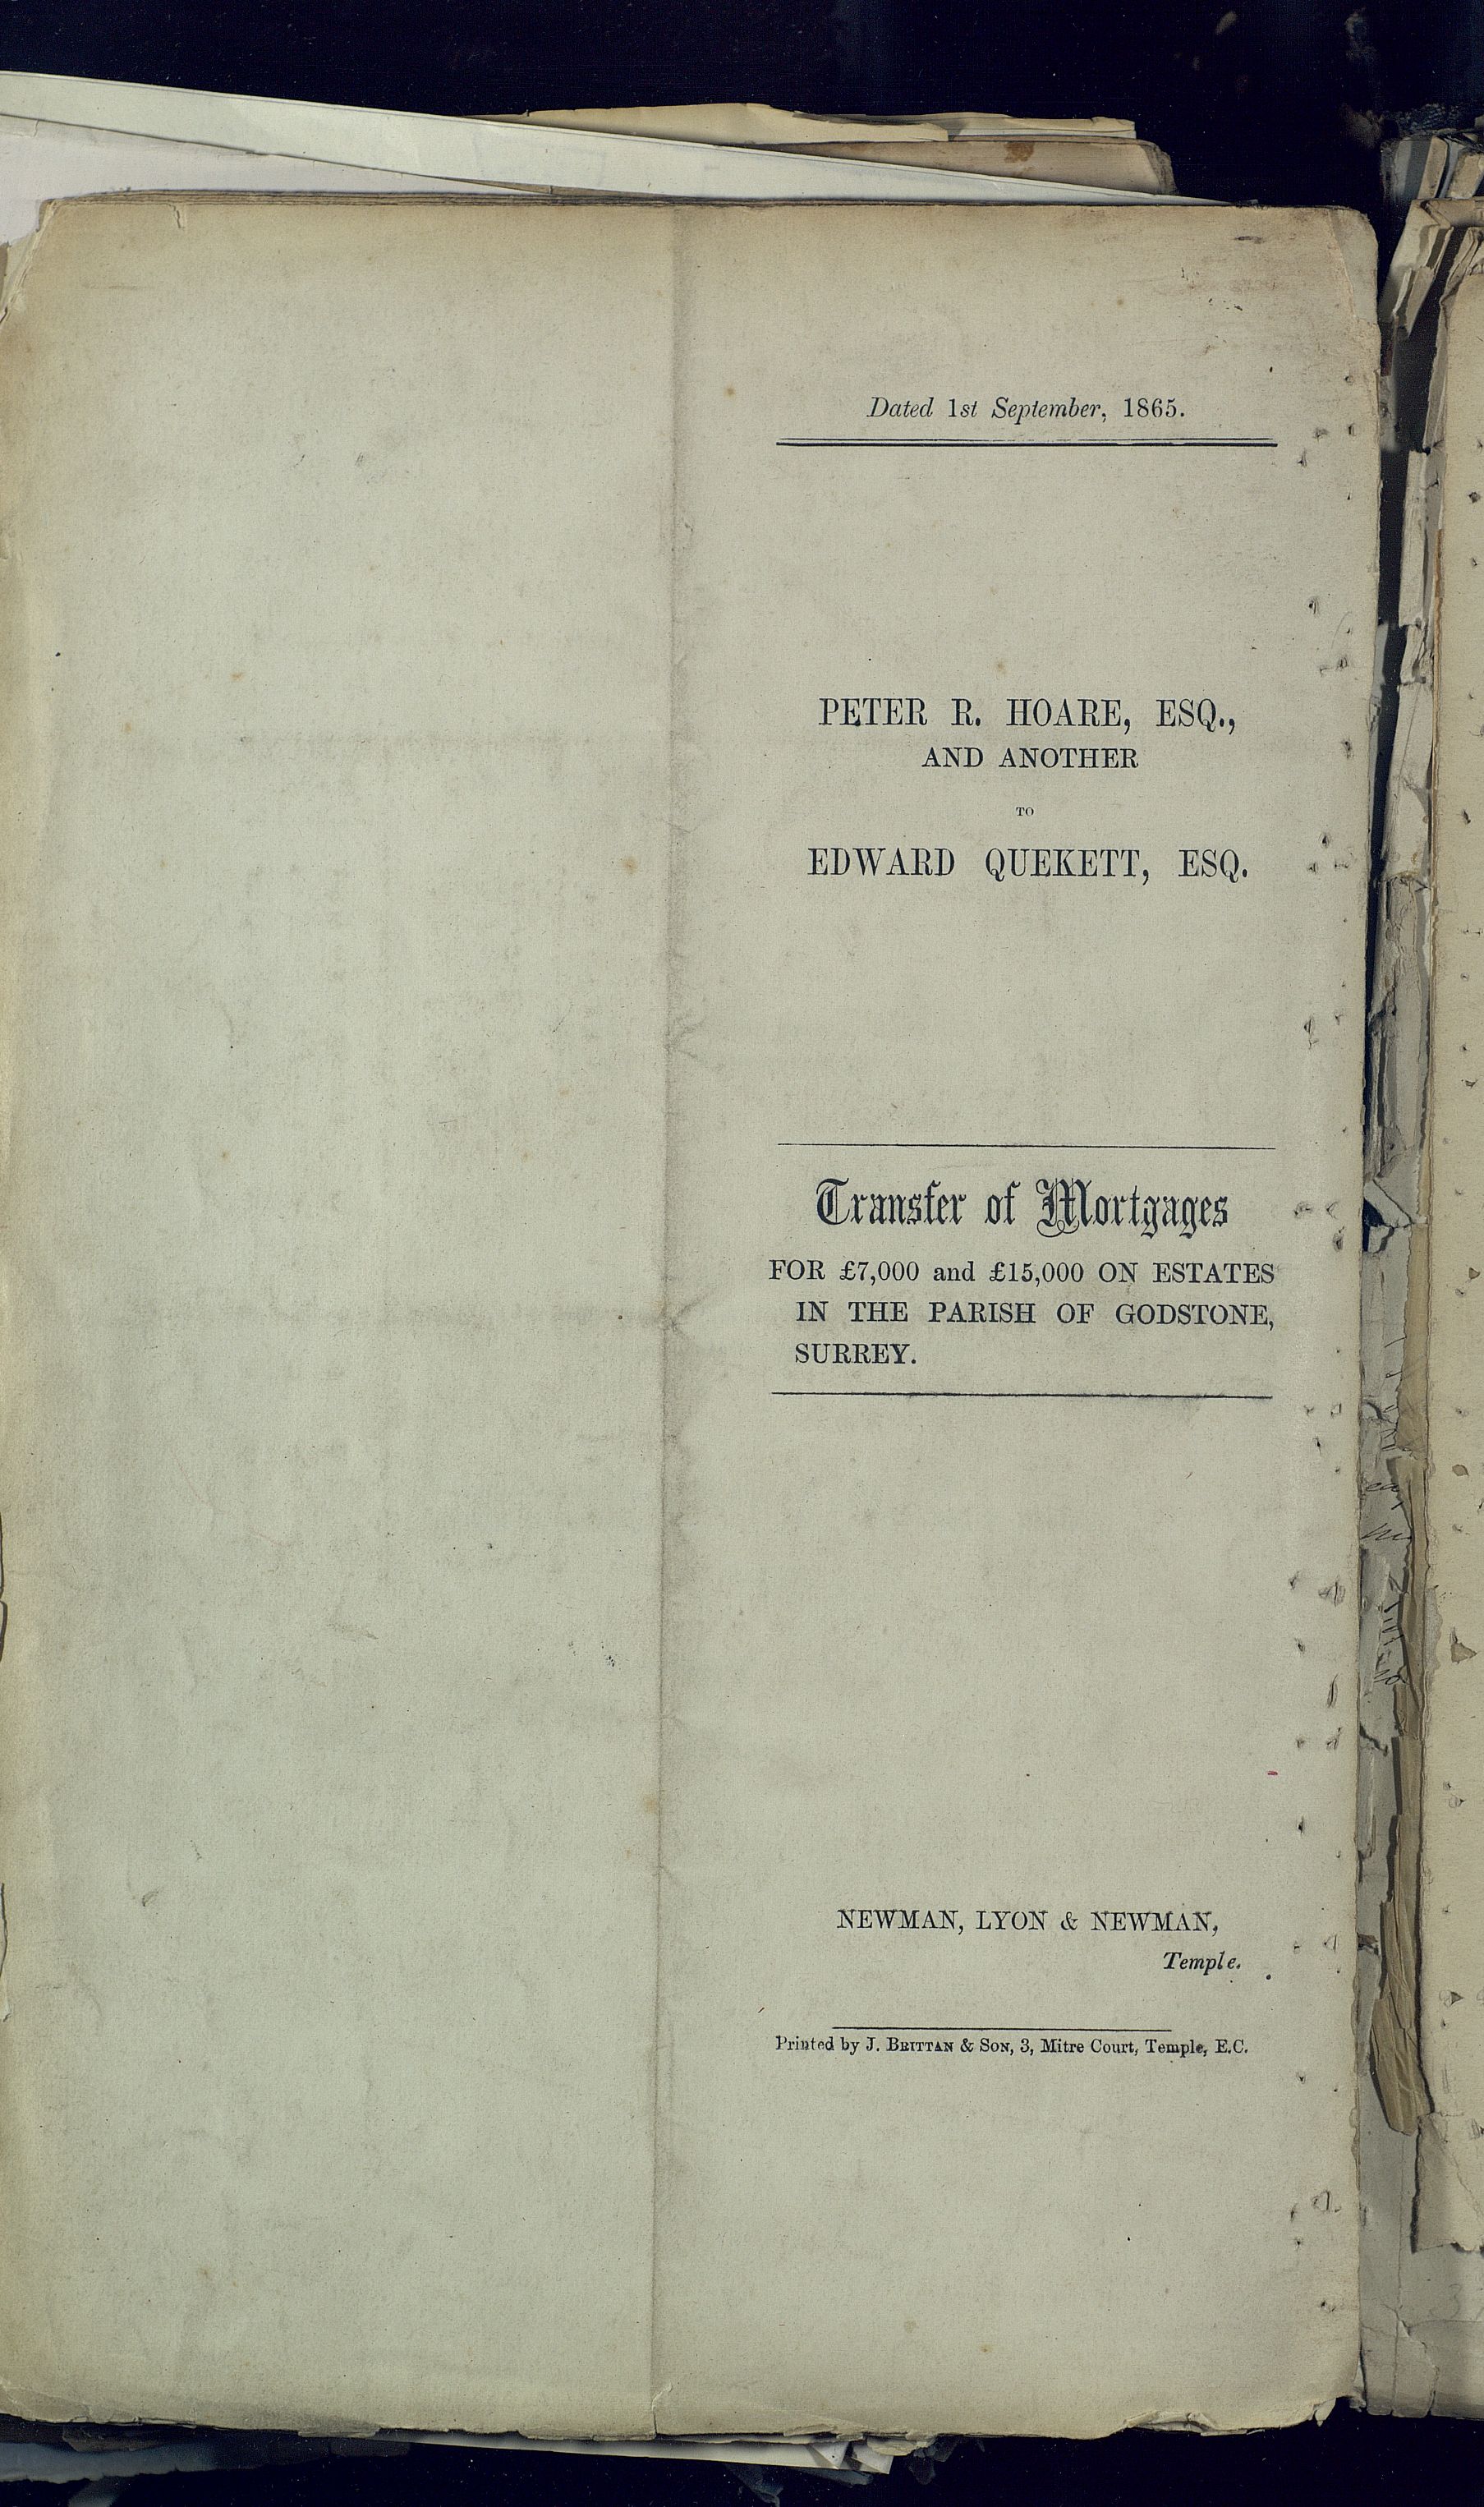 Dated 1st September, 1865.
PETER R. HOARE, ESQ.,
AND ANOTHER
TO
EDWARD QUEKETT, ESQ.
Transfer of Mortgages
FOR £7,000 and £15,000 ON ESTATES
IN THE PARISH OF GODSTONE,
SURREY.
NEWMAN, LYON & NEWMAN,
Temple.
Printed by J. BRITTAN & SON, 3, Mitre Court, Temple, E.C.